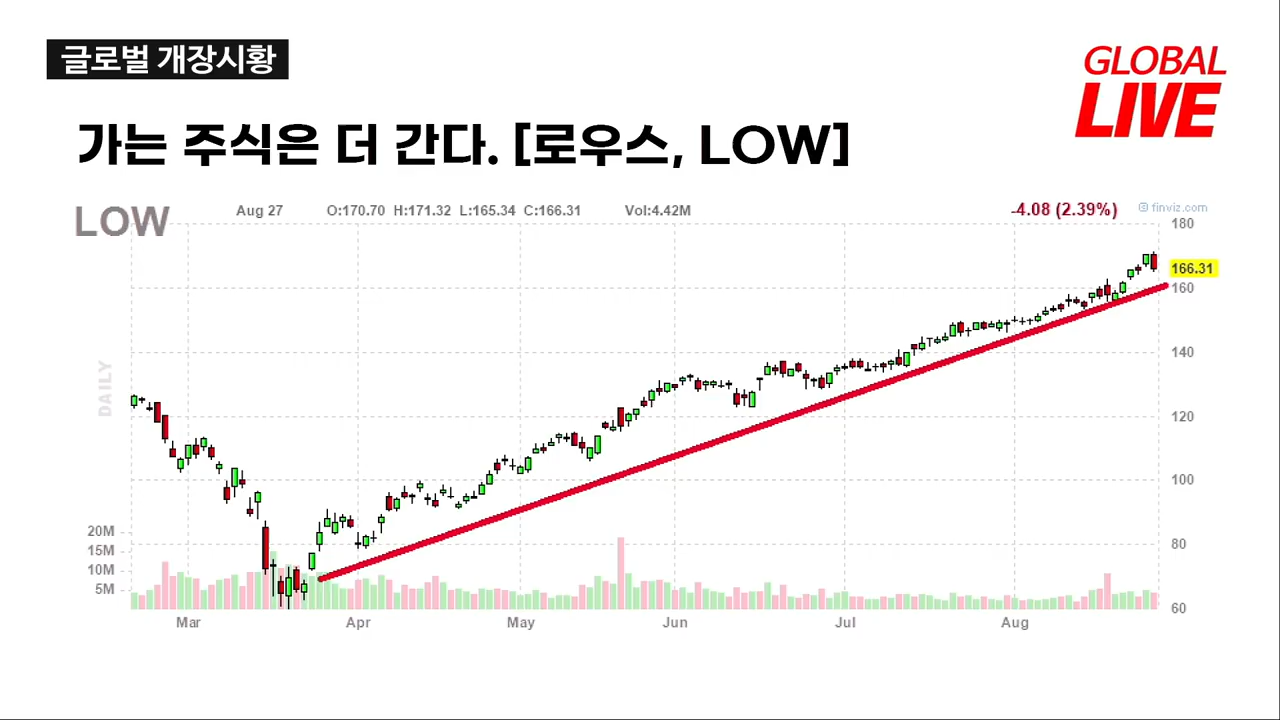 글로벌 개장시황
GLOBAL
LIVE
가는 주식은 더 간다. [로우스, LOW]
LOW
Aug 27 O:170.70 H:171.32 L:165.34 C:166.31 Vol:4.42M
-4.08 (2.39%)
© finviz.com
180
166.31
160
140
120
100
80
60
DAILY
20M
15M
10M
5M
Mar Apr May Jun Jul Aug